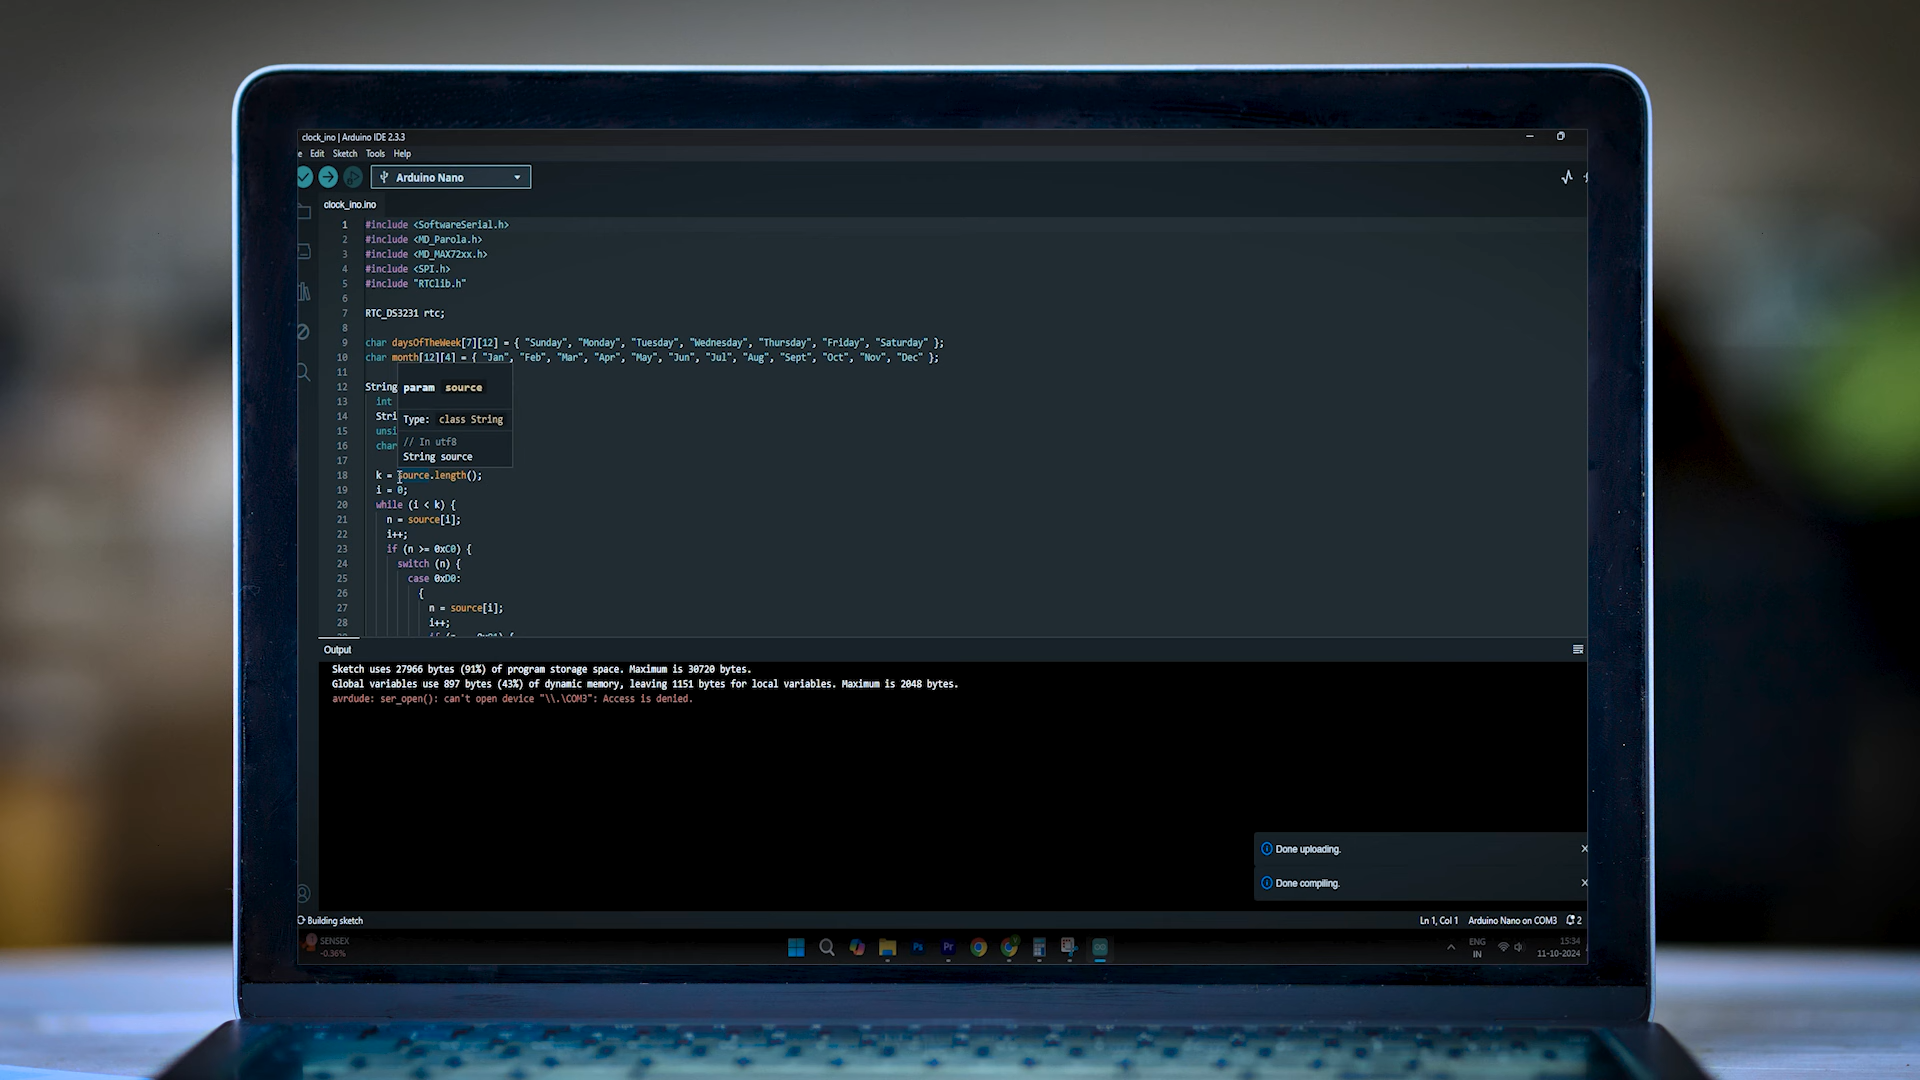 clock_ino | Arduino IDE 2.3.3
e Edit Sketch Tools Help
Arduino Nano
clock_ino.ino
1 #include <SoftwareSerial.h>
2 #include <MD_Parola.h>
3 #include <MD_MAX72xx.h>
4 #include <SPI.h>
5 #include "RTClib.h"
6
7 RTC_DS3231 rtc;
8
9 char daysOfTheWeek[7][12] = { "Sunday", "Monday", "Tuesday", "Wednesday", "Thursday", "Friday", "Saturday" };
10 char month[12][4] = { "Jan", "Feb", "Mar", "Apr", "May", "Jun", "Jul", "Aug", "Sept", "Oct", "Nov", "Dec" };
11
12 String
param source
13 int
14 Stri
Type: class String
15 unsi
16 char
// In utf8
String source
17
18 k = source.length();
19 i = 0;
20 while (i < k) {
21 n = source[i];
22 i++;
23 if (n >= 0xC0) {
24 switch (n) {
25 case 0xD0:
26 {
27 n = source[i];
28 i++;
Output
Sketch uses 27966 bytes (91%) of program storage space. Maximum is 30720 bytes.
Global variables use 897 bytes (43%) of dynamic memory, leaving 1151 bytes for local variables. Maximum is 2048 bytes.
avrdude: ser_open(): can't open device "\\.\COM3": Access is denied.
Done uploading.
Done compiling.
Building sketch
Ln 1, Col 1 Arduino Nano on COM3 2
SENSEX
-0.36%
Ps
Pr
ENG
IN
15:34
11-10-2024